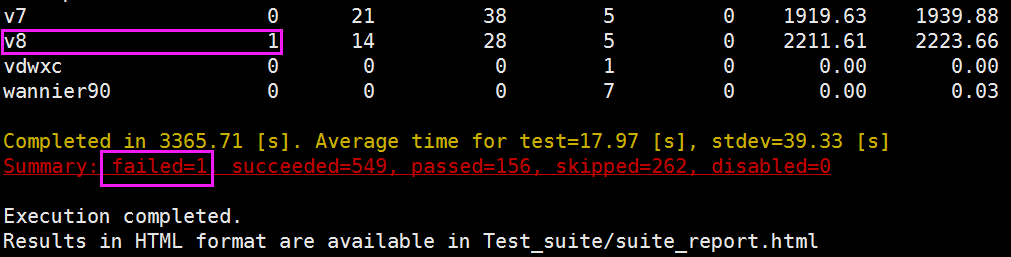 v7 0 21 38 5 0 1919.63 1939.88
v8 1 14 28 5 0 2211.61 2223.66
vdwxc 0 0 0 1 0 0.00 0.00
wannier90 0 0 0 7 0 0.00 0.03
Completed in 3365.71 [s]. Average time for test=17.97 [s], stdev=39.33 [s]
Summary: failed=1, succeeded=549, passed=156, skipped=262, disabled=0
Execution completed.
Results in HTML format are available in Test_suite/suite_report.html